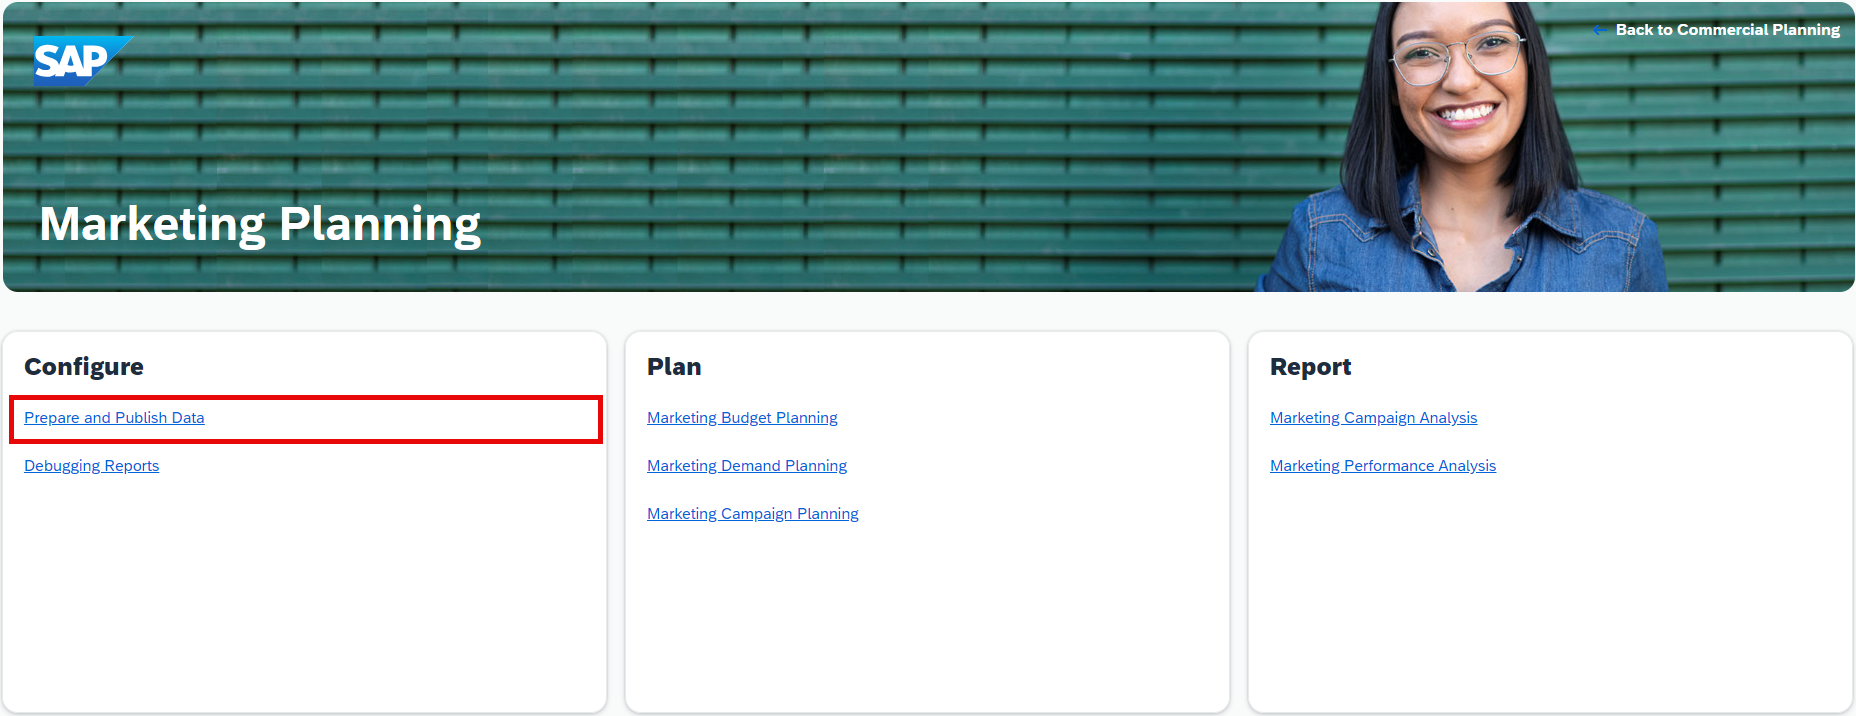 SAP
← Back to Commercial Planning
Marketing Planning
Configure
Prepare and Publish Data
Debugging Reports
Plan
Marketing Budget Planning
Marketing Demand Planning
Marketing Campaign Planning
Report
Marketing Campaign Analysis
Marketing Performance Analysis